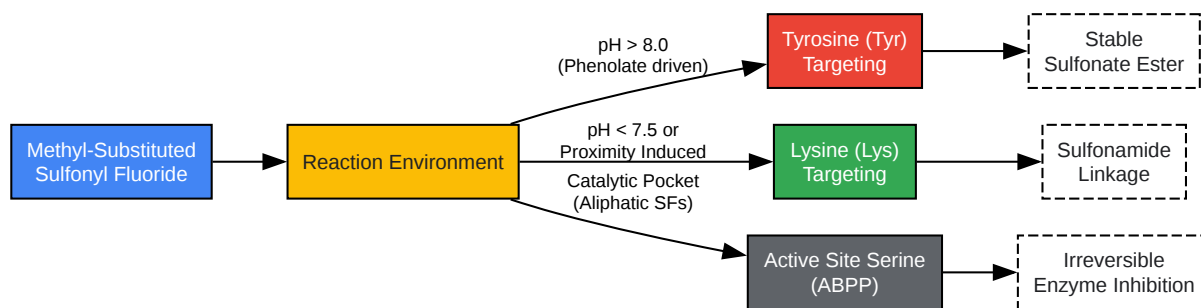 Methyl-Substituted
Sulfonyl Fluoride
Reaction Environment
pH > 8.0
(Phenolate driven)
pH < 7.5 or
Proximity Induced
Catalytic Pocket
(Aliphatic SFs)
Tyrosine (Tyr)
Targeting
Lysine (Lys)
Targeting
Active Site Serine
(ABPP)
Stable
Sulfonate Ester
Sulfonamide
Linkage
Irreversible
Enzyme Inhibition